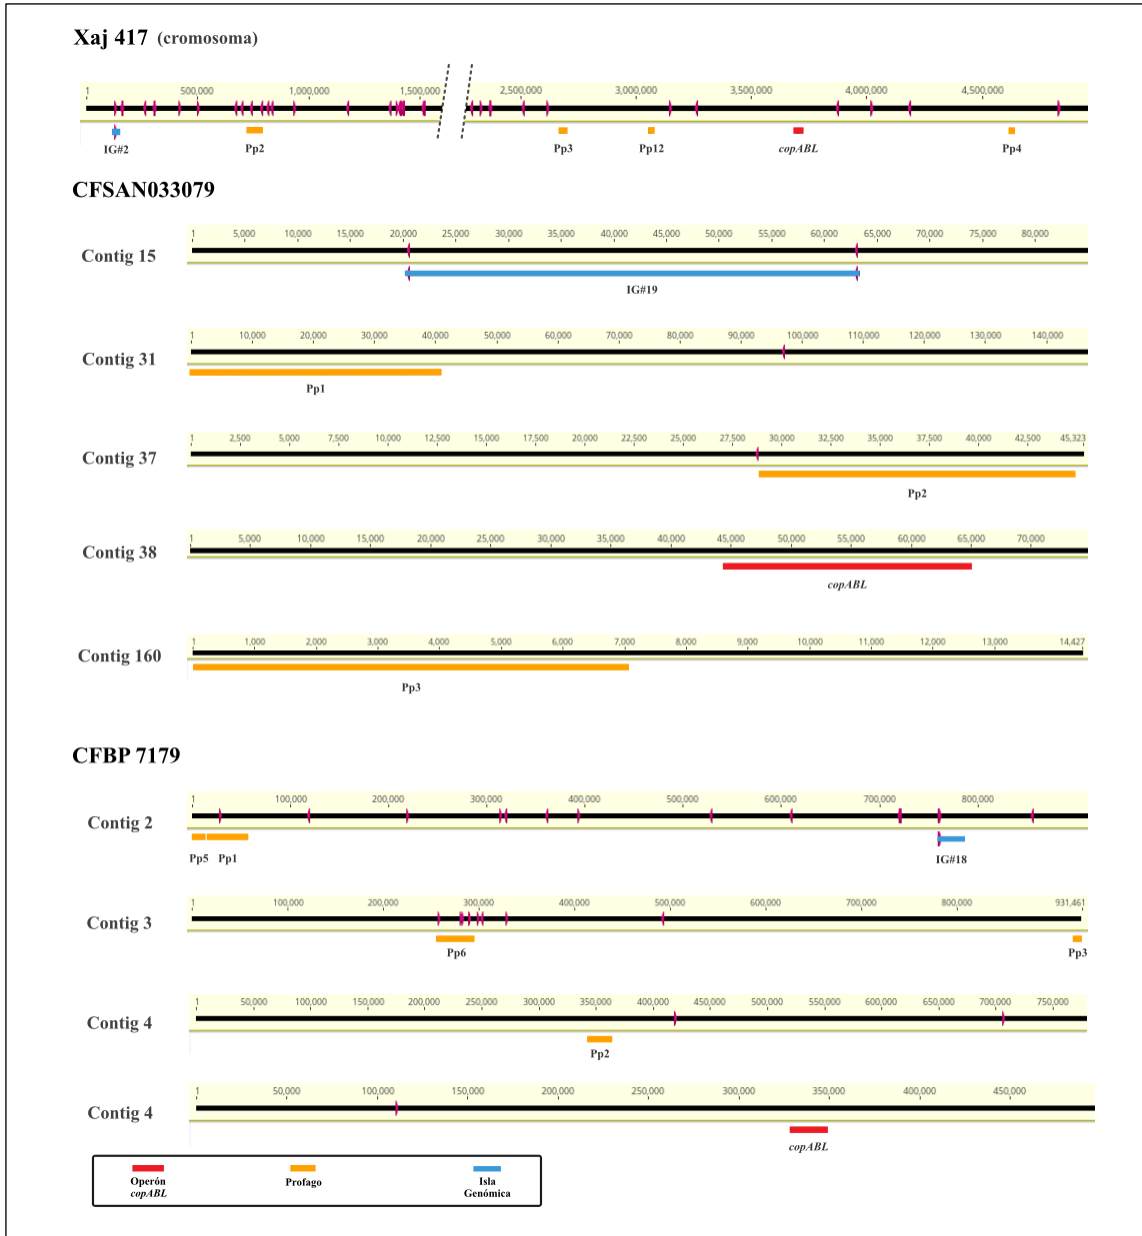 Xaj 417 (cromosoma)
1 500,000 1,000,000 1,500,000 2,500,000 3,000,000 3,500,000 4,000,000 4,500,000
IG#2 Pp2 Pp3 Pp12 copABL Pp4
CFSAN033079
1 5,000 10,000 15,000 20,000 25,000 30,000 35,000 40,000 45,000 50,000 55,000 60,000 65,000 70,000 75,000 80,000
Contig 15
IG#19
1 10,000 20,000 30,000 40,000 50,000 60,000 70,000 80,000 90,000 100,000 110,000 120,000 130,000 140,000
Contig 31
Pp1
1 2,500 5,000 7,500 10,000 12,500 15,000 17,500 20,000 22,500 25,000 27,500 30,000 32,500 35,000 37,500 40,000 42,500 45,323
Contig 37
Pp2
1 5,000 10,000 15,000 20,000 25,000 30,000 35,000 40,000 45,000 50,000 55,000 60,000 65,000 70,000
Contig 38
copABL
1 1,000 2,000 3,000 4,000 5,000 6,000 7,000 8,000 9,000 10,000 11,000 12,000 13,000 14,427
Contig 160
Pp3
CFBP 7179
1 100,000 200,000 300,000 400,000 500,000 600,000 700,000 800,000
Contig 2
Pp5 Pp1 IG#18
1 100,000 200,000 300,000 400,000 500,000 600,000 700,000 800,000 931,461
Contig 3
Pp6 Pp3
1 50,000 100,000 150,000 200,000 250,000 300,000 350,000 400,000 450,000 500,000 550,000 600,000 650,000 700,000 750,000
Contig 4
Pp2
1 50,000 100,000 150,000 200,000 250,000 300,000 350,000 400,000 450,000
Contig 4
copABL
Operón
copABL
Profago
Isla
Genómica